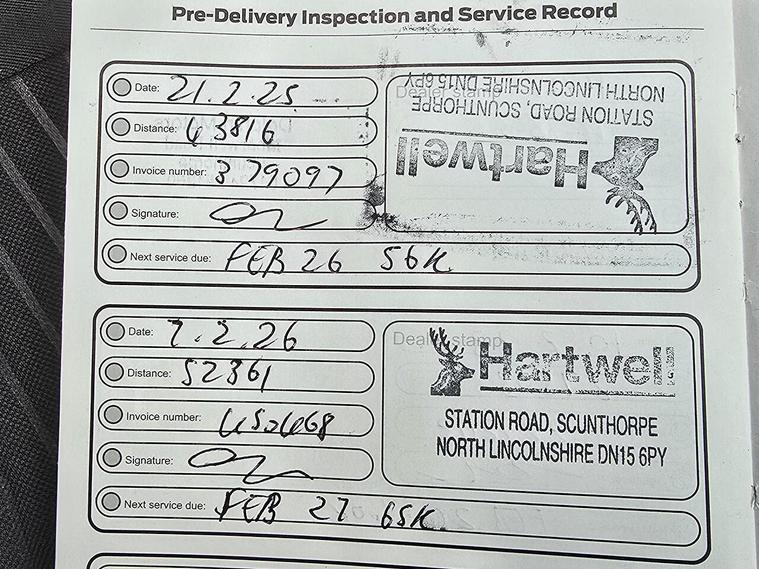 Pre-Delivery Inspection and Service Record
Date: 21.2.25
Distance: 43816
Invoice number: 379097
Signature:
Next service due: FEB 26 56K
Dealer stamp
Hartwell
STATION ROAD, SCUNTHORPE
NORTH LINCOLNSHIRE DN15 6PY
Date: 7.2.26
Distance: 52361
Invoice number:
Signature:
Next service due: FEB 27 65K
Dealer stamp
Hartwell
STATION ROAD, SCUNTHORPE
NORTH LINCOLNSHIRE DN15 6PY